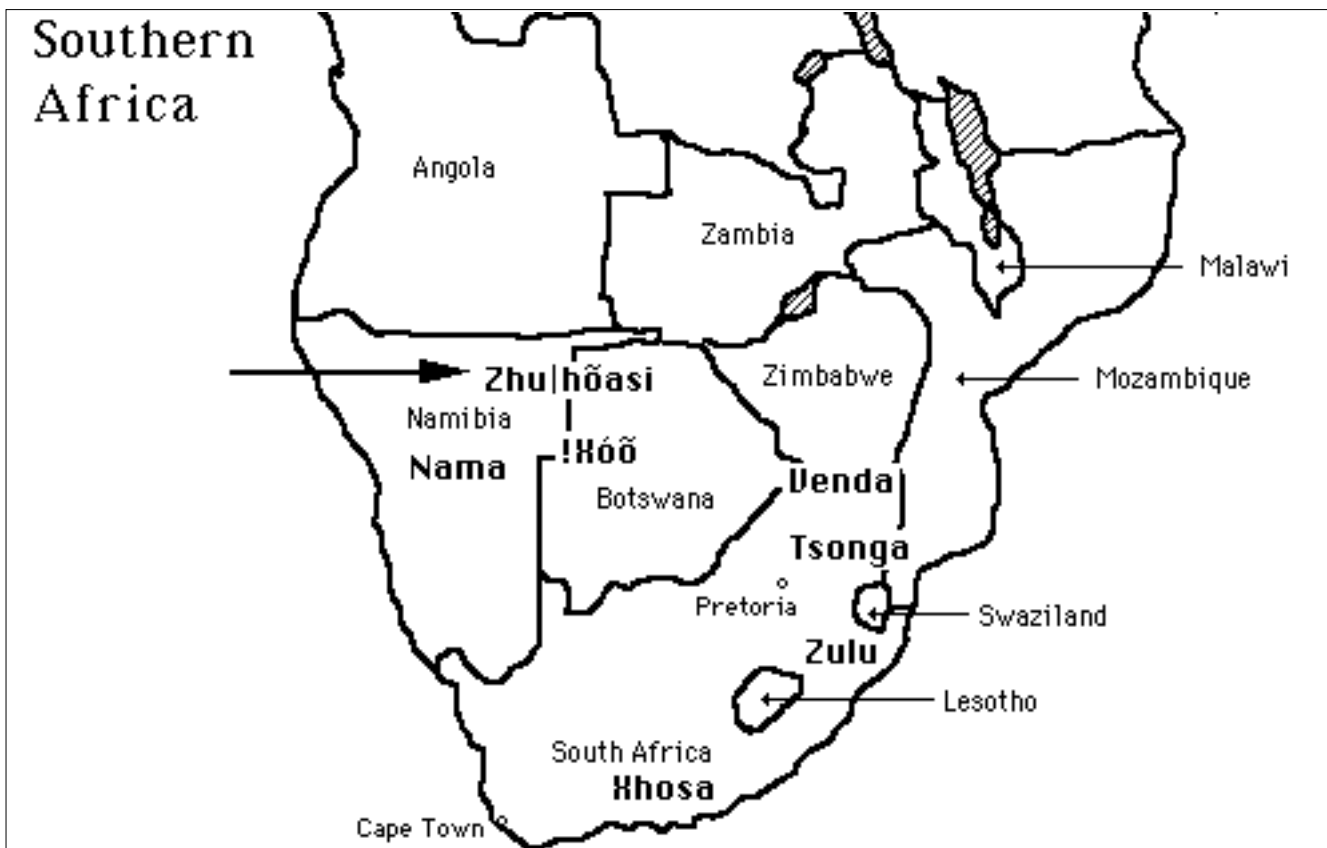 Southern
Africa
Angola
Zambia
Malawi
Zhu|hõasi
Zimbabwe
Mozambique
Namibia
!Xóõ
Nama
Botswana
Venda
Tsonga
Pretoria
Swaziland
Zulu
Lesotho
South Africa
Xhosa
Cape Town